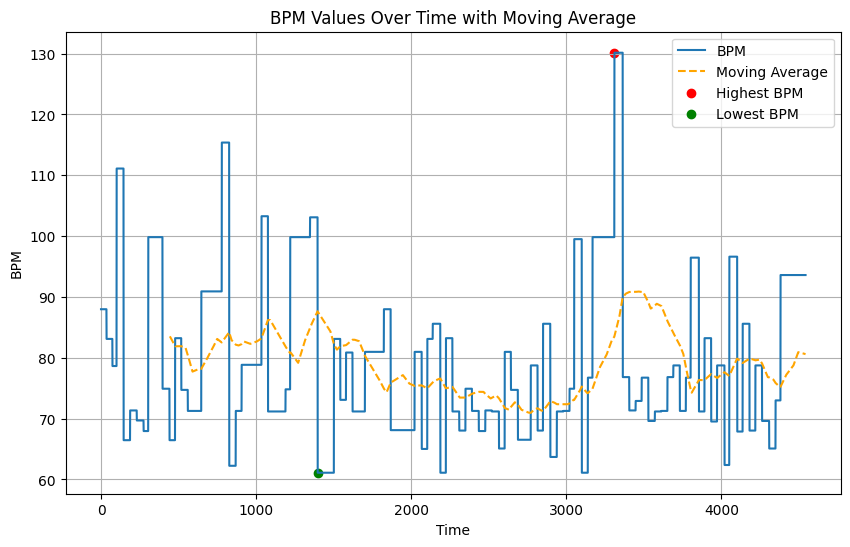 BPM Values Over Time with Moving Average
BPM
130
120
110
100
90
80
70
60
0
1000
2000
3000
4000
Time
BPM
Moving Average
Highest BPM
Lowest BPM